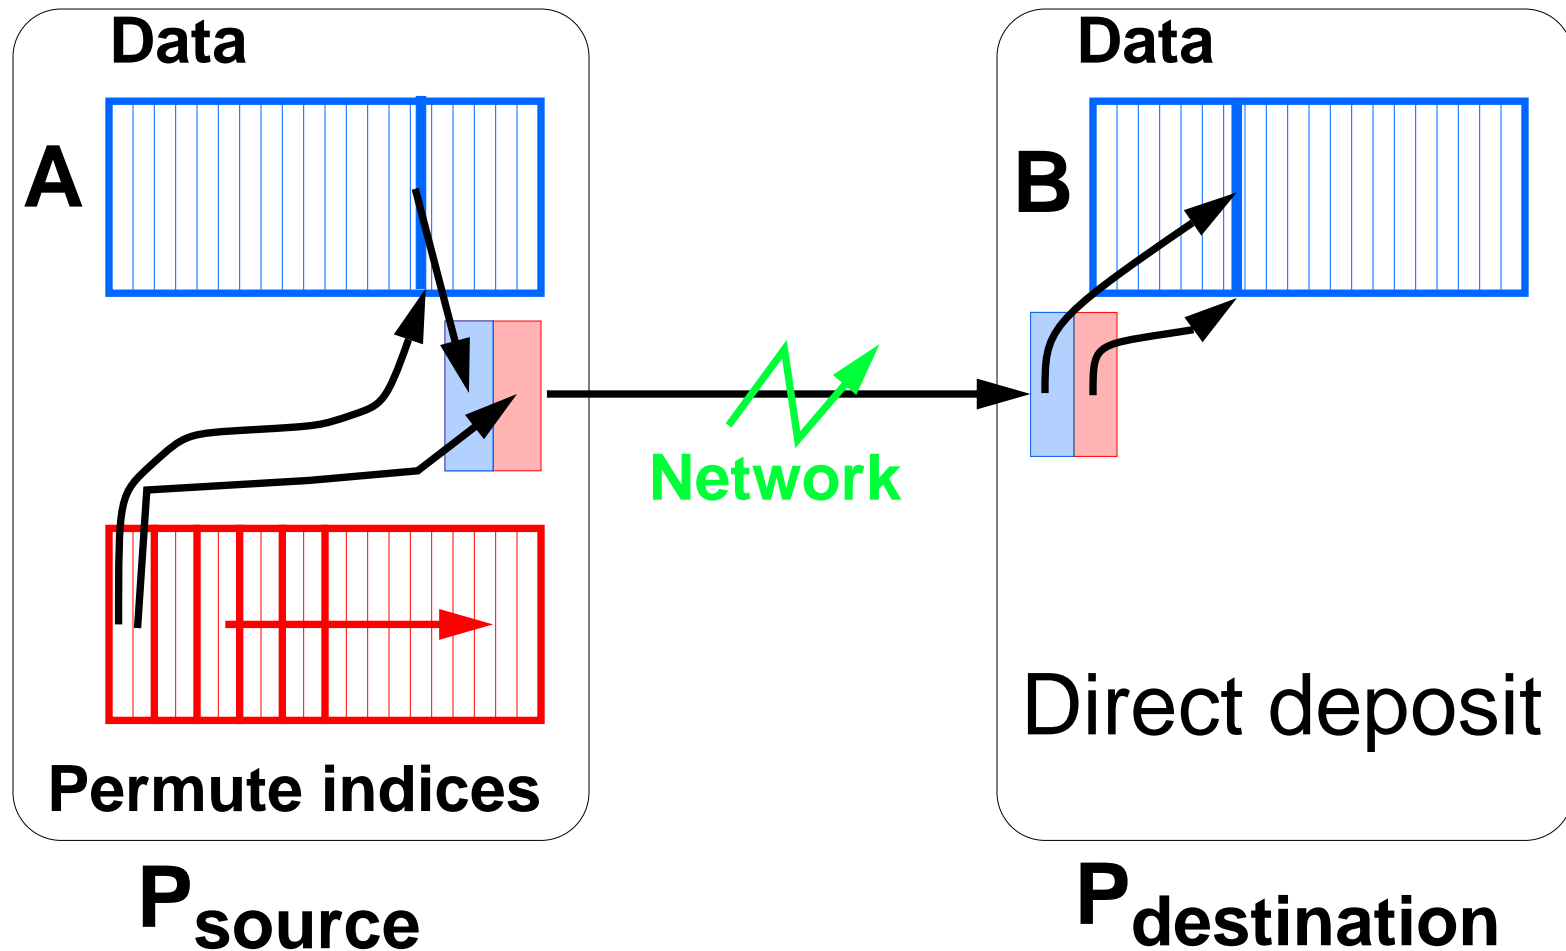 Data
A
Permute indices
Psource
Network
Data
B
Direct deposit
Pdestination